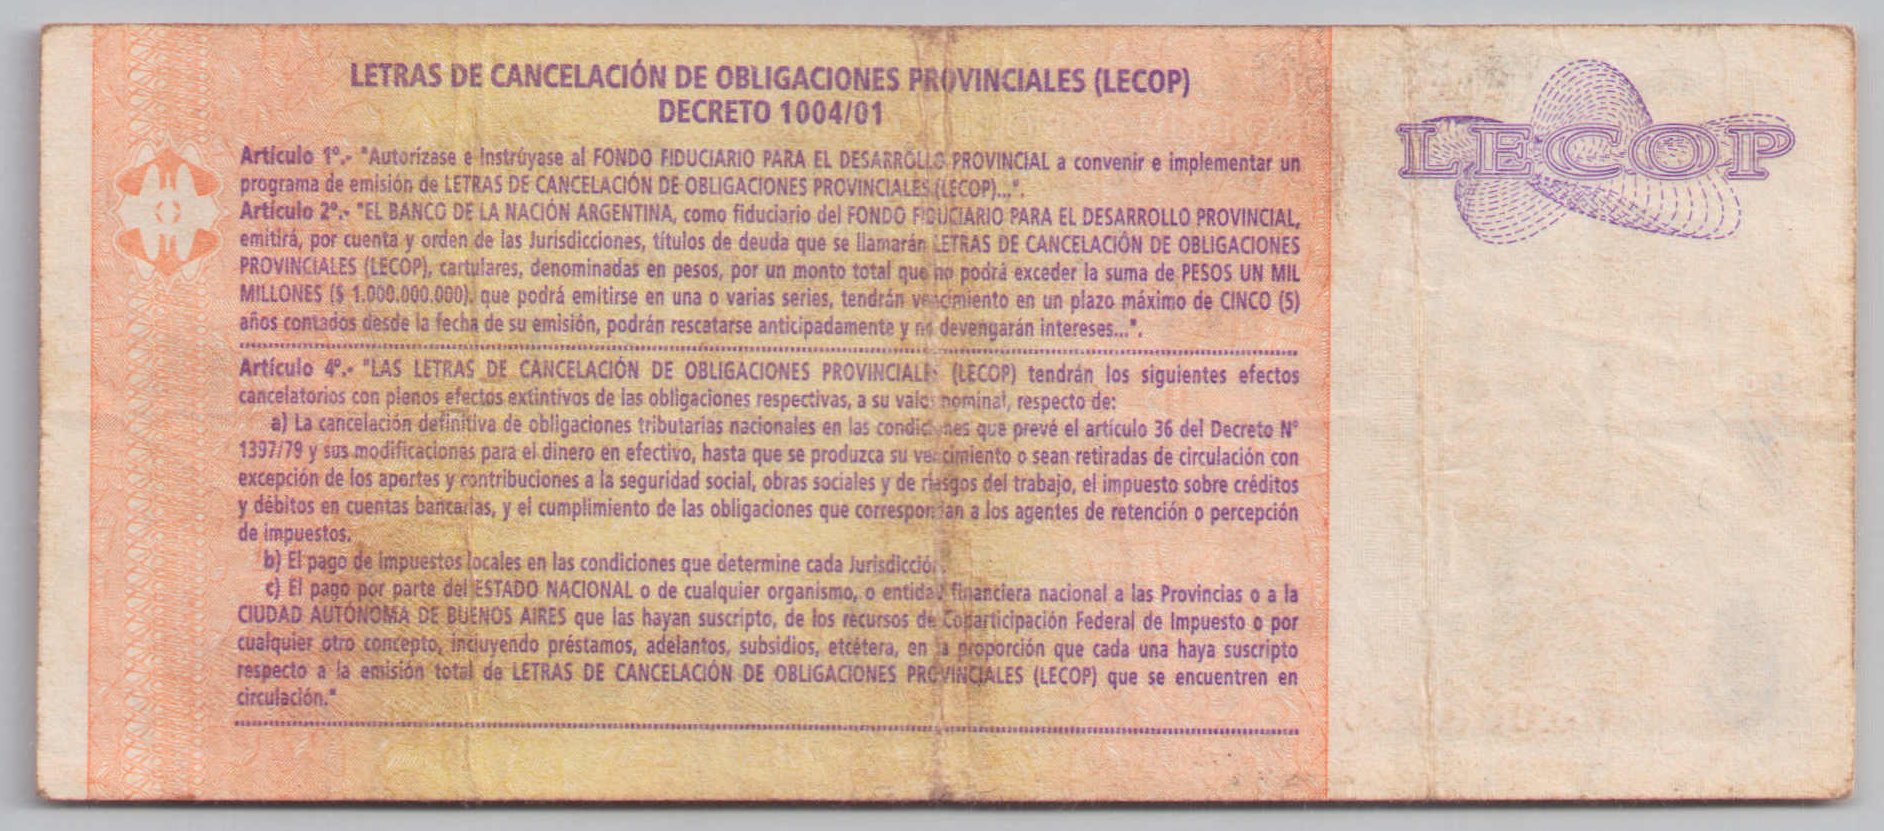 LETRAS DE CANCELACIÓN DE OBLIGACIONES PROVINCIALES (LECOP)
DECRETO 1004/01
LECOP
Artículo 1º.- "Autorízase e Instrúyase al FONDO FIDUCIARIO PARA EL DESARROLLO PROVINCIAL a convenir e implementar un
programa de emisión de LETRAS DE CANCELACIÓN DE OBLIGACIONES PROVINCIALES (LECOP)...".
Artículo 2º.- "EL BANCO DE LA NACIÓN ARGENTINA, como fiduciario del FONDO FIDUCIARIO PARA EL DESARROLLO PROVINCIAL,
emitirá, por cuenta y orden de las Jurisdicciones, títulos de deuda que se llamarán LETRAS DE CANCELACIÓN DE OBLIGACIONES
PROVINCIALES (LECOP), cartulares, denominadas en pesos, por un monto total que no podrá exceder la suma de PESOS UN MIL
MILLONES ($ 1.000.000.000), que podrá emitirse en una o varias series, tendrán vencimiento en un plazo máximo de CINCO (5)
años contados desde la fecha de su emisión, podrán rescatarse anticipadamente y no devengarán intereses...".
Artículo 4º.- "LAS LETRAS DE CANCELACIÓN DE OBLIGACIONES PROVINCIALES (LECOP) tendrán los siguientes efectos
cancelatorios con plenos efectos extintivos de las obligaciones respectivas, a su valor nominal, respecto de:
a) La cancelación definitiva de obligaciones tributarias nacionales en las condiciones que prevé el artículo 36 del Decreto Nº
1397/79 y sus modificaciones para el dinero en efectivo, hasta que se produzca su vencimiento o sean retiradas de circulación con
excepción de los aportes y contribuciones a la seguridad social, obras sociales y de riesgos del trabajo, el impuesto sobre créditos
y débitos en cuentas bancarias, y el cumplimiento de las obligaciones que correspondan a los agentes de retención o percepción
de impuestos.
b) El pago de impuestos locales en las condiciones que determine cada Jurisdicción.
c) El pago por parte del ESTADO NACIONAL o de cualquier organismo, o entidad financiera nacional a las Provincias o a la
CIUDAD AUTÓNOMA DE BUENOS AIRES que las hayan suscripto, de los recursos de Coparticipación Federal de Impuesto o por
cualquier otro concepto, incluyendo préstamos, adelantos, subsidios, etcétera, en la proporción que cada una haya suscripto
respecto a la emisión total de LETRAS DE CANCELACIÓN DE OBLIGACIONES PROVINCIALES (LECOP) que se encuentren en
circulación."